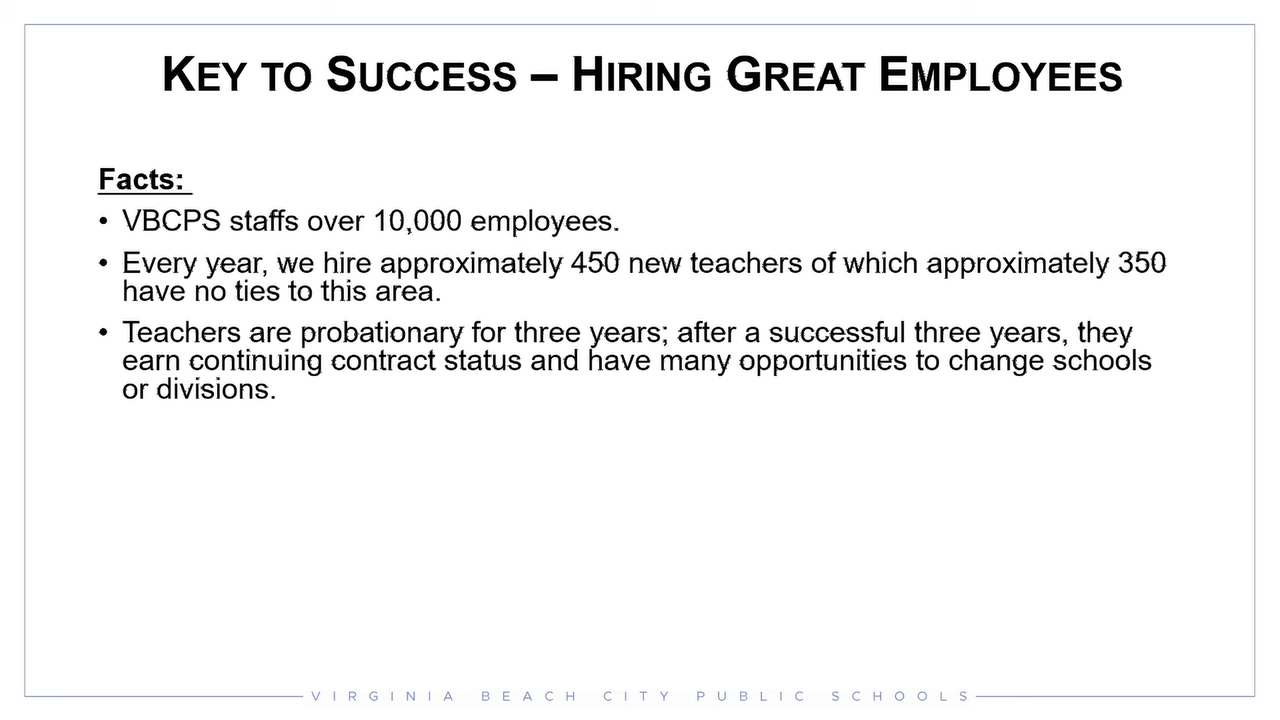 KEY TO SUCCESS – HIRING GREAT EMPLOYEES
Facts:
• VBCPS staffs over 10,000 employees.
• Every year, we hire approximately 450 new teachers of which approximately 350
have no ties to this area.
• Teachers are probationary for three years; after a successful three years, they
earn continuing contract status and have many opportunities to change schools
or divisions.
VIRGINIA BEACH CITY PUBLIC SCHOOLS